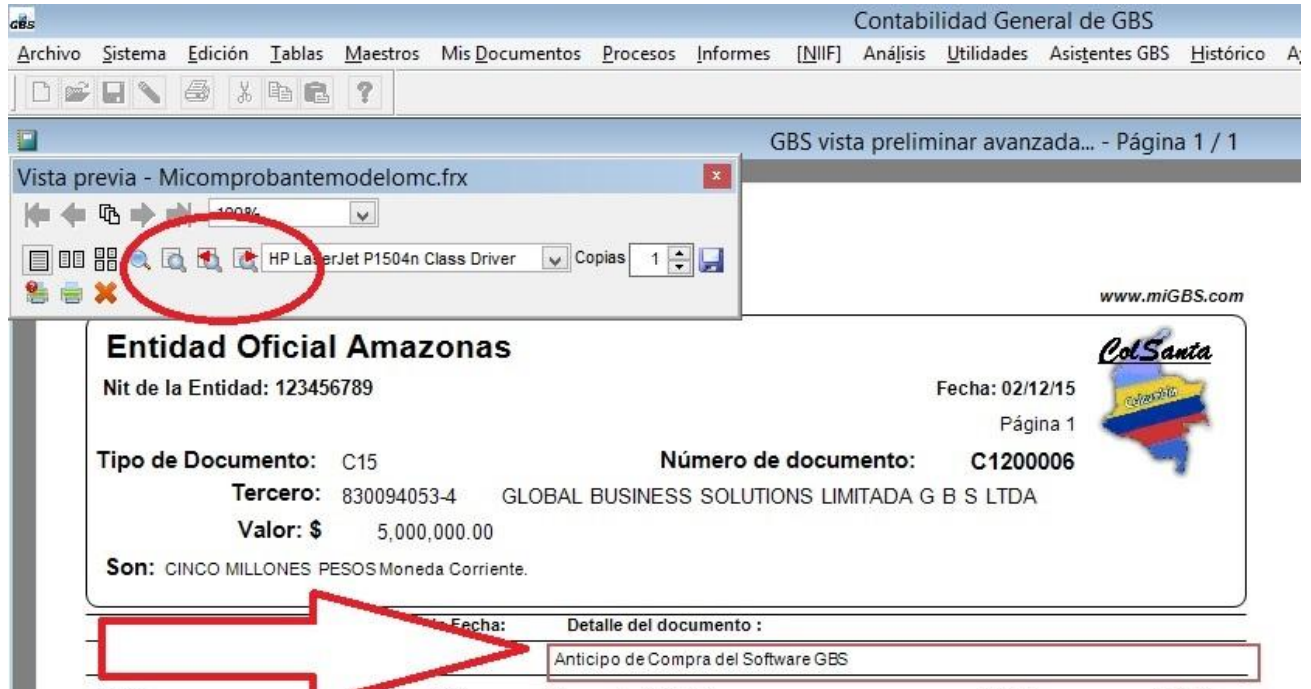 GBS Contabilidad General de GBS
Archivo Sistema Edición Tablas Maestros Mis Documentos Procesos Informes [NIIF] Análisis Utilidades Asistentes GBS Histórico
GBS vista preliminar avanzada... - Página 1 / 1
Vista previa - Micomprobantemodelomc.frx
100%
HP LaserJet P1504n Class Driver Copias 1
www.miGBS.com
Entidad Oficial Amazonas
ColSanta
Nit de la Entidad: 123456789
Fecha: 02/12/15
Colombia
Página 1
Tipo de Documento: C15
Número de documento: C1200006
Tercero: 830094053-4 GLOBAL BUSINESS SOLUTIONS LIMITADA G B S LTDA
Valor: $ 5,000,000.00
Son: CINCO MILLONES PESOS Moneda Corriente.
Fecha: Detalle del documento :
Anticipo de Compra del Software GBS